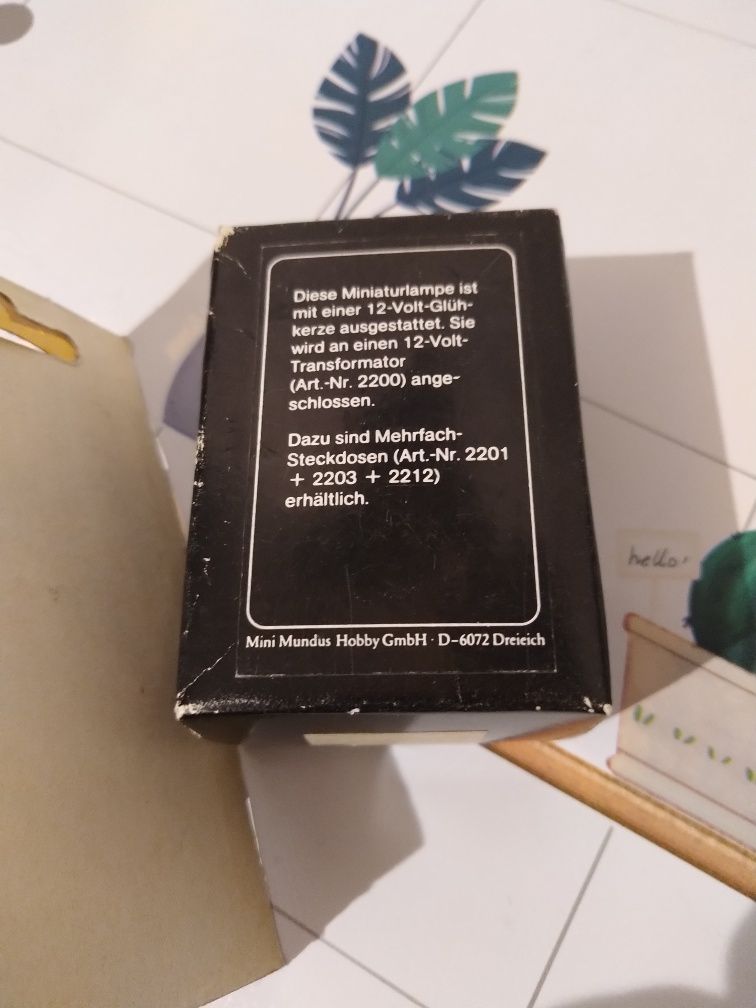 Diese Miniaturlampe ist
mit einer 12-Volt-Glüh-
kerze ausgestattet. Sie
wird an einen 12-Volt-
Transformator
(Art.-Nr. 2200) ange-
schlossen.
Dazu sind Mehrfach-
Steckdosen (Art.-Nr. 2201
+ 2203 + 2212)
erhältlich.
Mini Mundus Hobby GmbH · D-6072 Dreieich
hello.